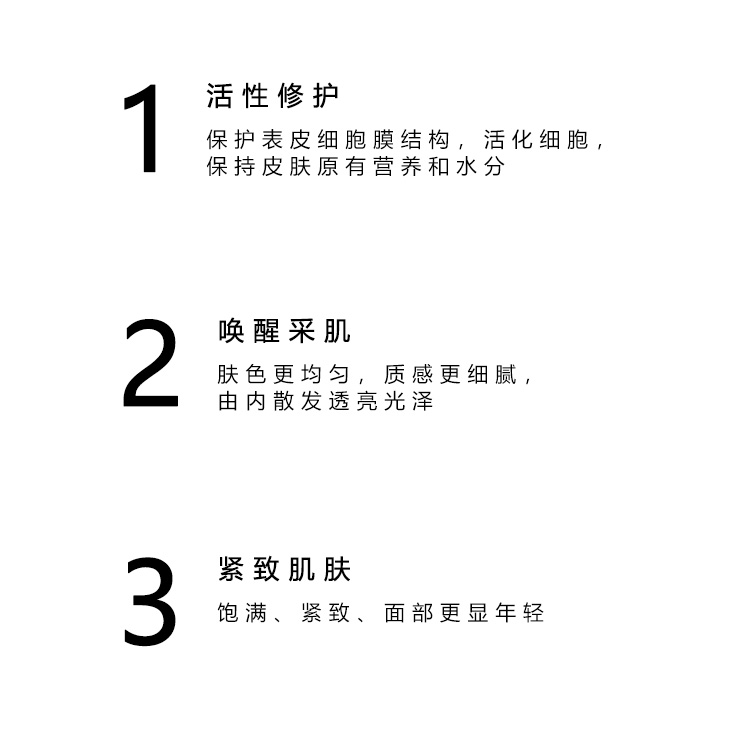 1
活性修护
保护表皮细胞膜结构，活化细胞，
保持皮肤原有营养和水分
2
唤醒采肌
肤色更均匀，质感更细腻，
由内散发透亮光泽
3
紧致肌肤
饱满、紧致、面部更显年轻